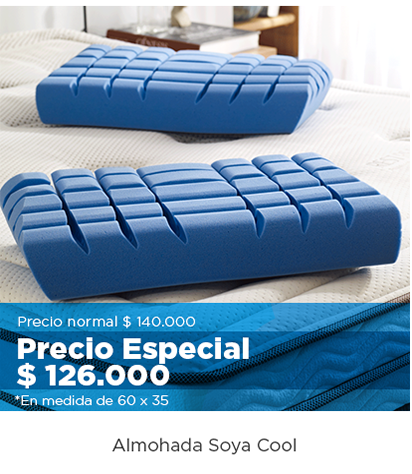 Precio normal $ 140.000
Precio Especial
$ 126.000
*En medida de 60 x 35
Almohada Soya Cool